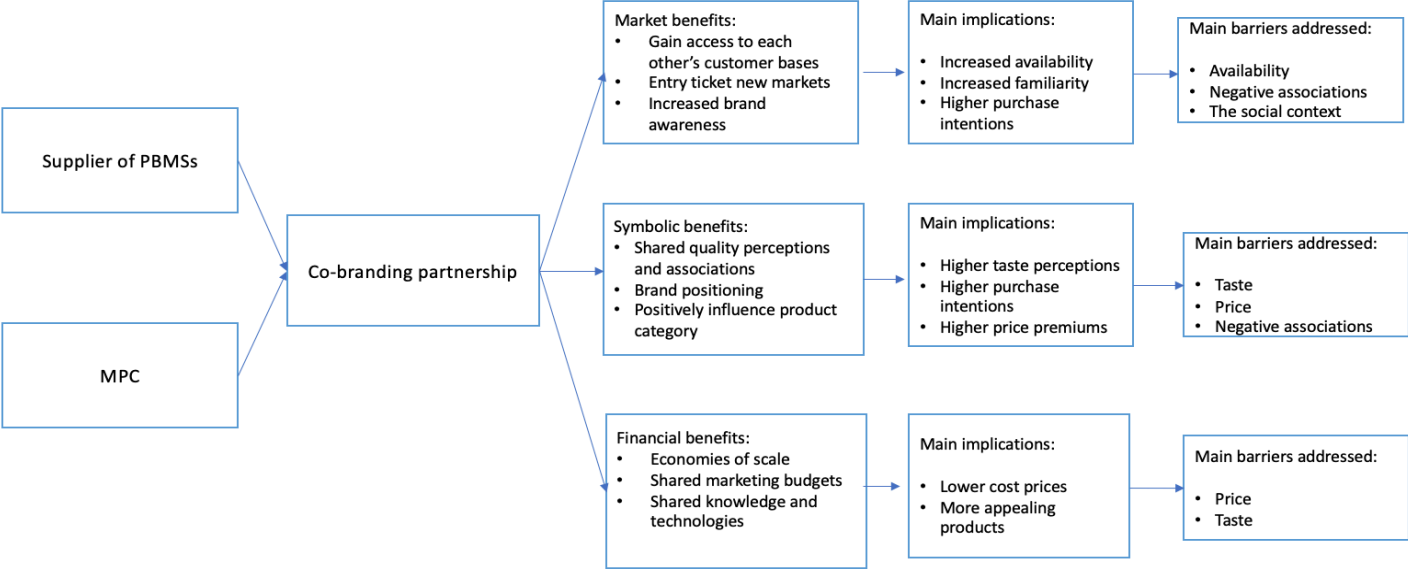 Supplier of PBMSs
MPC
Co-branding partnership
Market benefits:
• Gain access to each
other's customer bases
• Entry ticket new markets
• Increased brand
awareness
Main implications:
• Increased availability
• Increased familiarity
• Higher purchase
intentions
Main barriers addressed:
• Availability
• Negative associations
• The social context
Symbolic benefits:
• Shared quality perceptions
and associations
• Brand positioning
• Positively influence product
category
Main implications:
• Higher taste perceptions
• Higher purchase
intentions
• Higher price premiums
Main barriers addressed:
• Taste
• Price
• Negative associations
Financial benefits:
• Economies of scale
• Shared marketing budgets
• Shared knowledge and
technologies
Main implications:
• Lower cost prices
• More appealing
products
Main barriers addressed:
• Price
• Taste